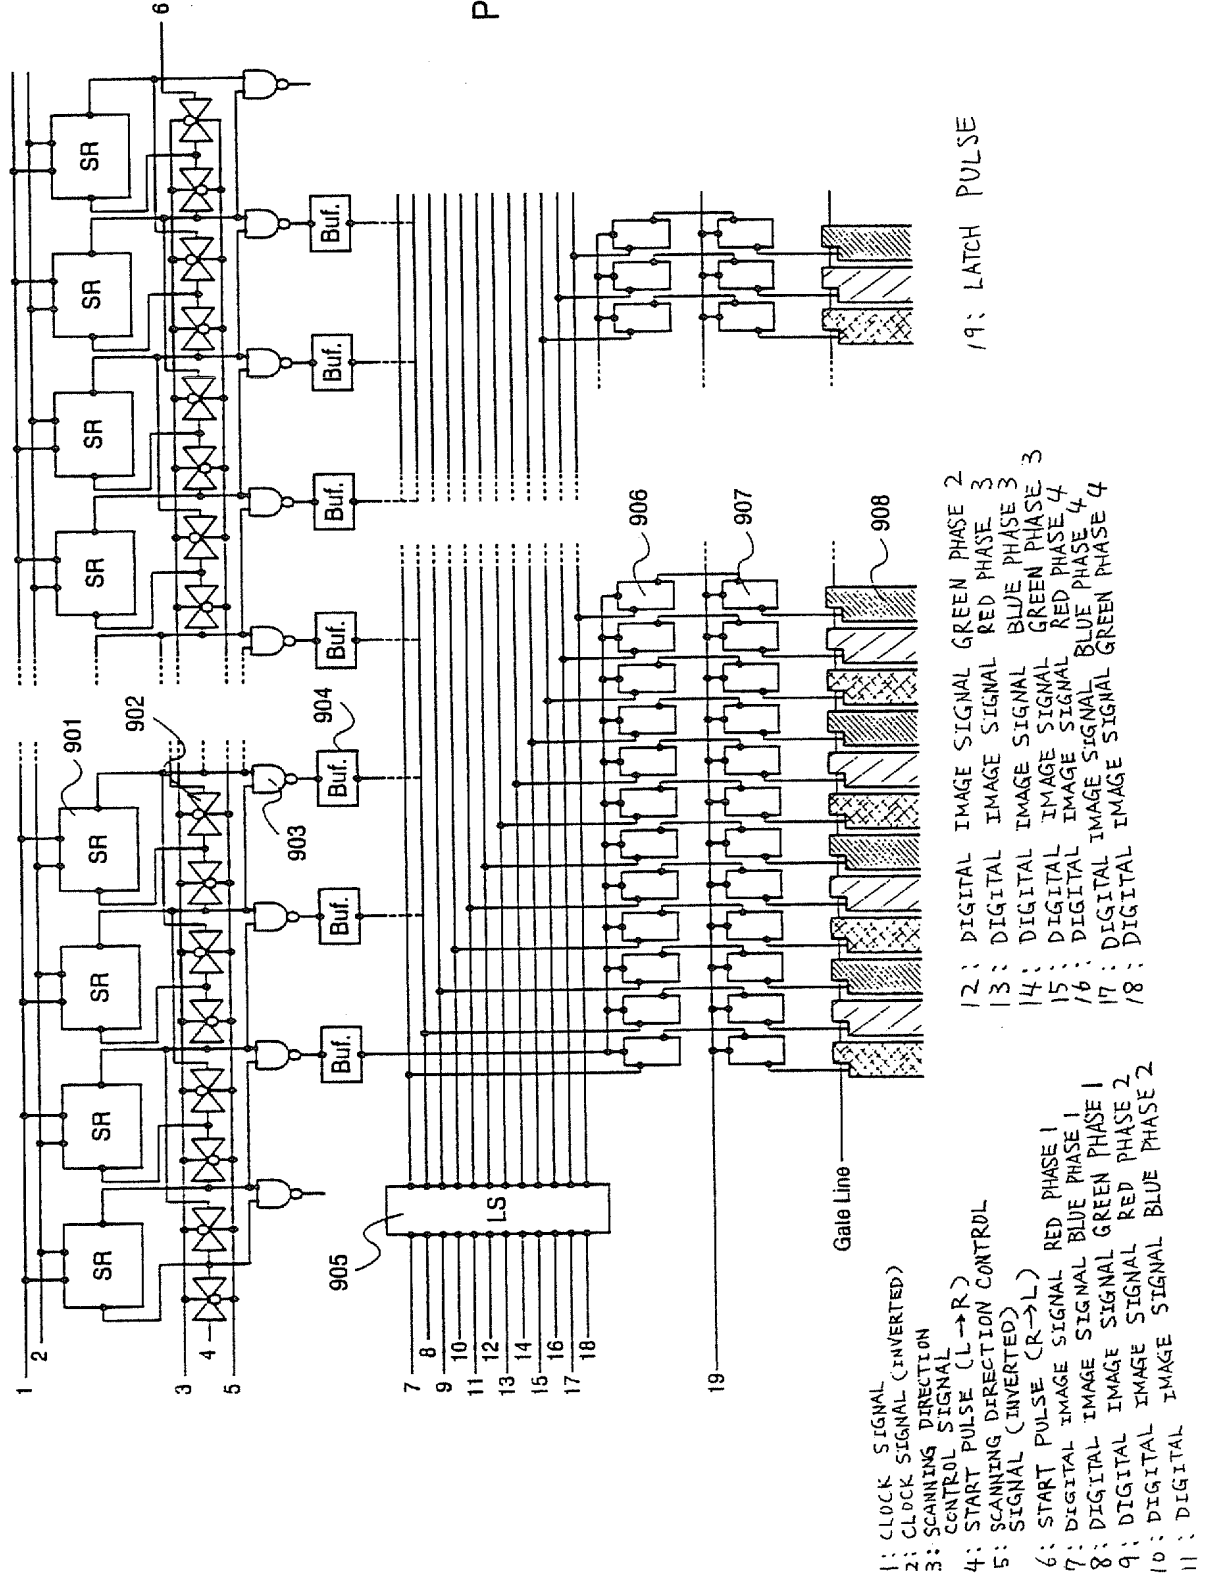 1
2
3
4
5
6
SR
SR
SR
SR
SR
SR
SR
SR
901
902
903
904
Buf.
Buf.
Buf.
Buf.
Buf.
Buf.
Buf.
P
905
LS
7
8
9
10
11
12
13
14
15
16
17
18
906
19
907
Gate Line
908
1: CLOCK SIGNAL
2: CLOCK SIGNAL (INVERTED)
3: SCANNING DIRECTION
CONTROL SIGNAL
4: START PULSE (L→R)
5: SCANNING DIRECTION CONTROL
SIGNAL (INVERTED)
6: START PULSE (R→L)
7: DIGITAL IMAGE SIGNAL RED PHASE 1
8: DIGITAL IMAGE SIGNAL BLUE PHASE 1
9: DIGITAL IMAGE SIGNAL GREEN PHASE 1
10: DIGITAL IMAGE SIGNAL RED PHASE 2
11: DIGITAL IMAGE SIGNAL BLUE PHASE 2
12: DIGITAL IMAGE SIGNAL GREEN PHASE 2
13: DIGITAL IMAGE SIGNAL RED PHASE 3
14: DIGITAL IMAGE SIGNAL BLUE PHASE 3
15: DIGITAL IMAGE SIGNAL GREEN PHASE 3
16: DIGITAL IMAGE SIGNAL RED PHASE 4
17: DIGITAL IMAGE SIGNAL BLUE PHASE 4
18: DIGITAL IMAGE SIGNAL GREEN PHASE 4
19: LATCH PULSE